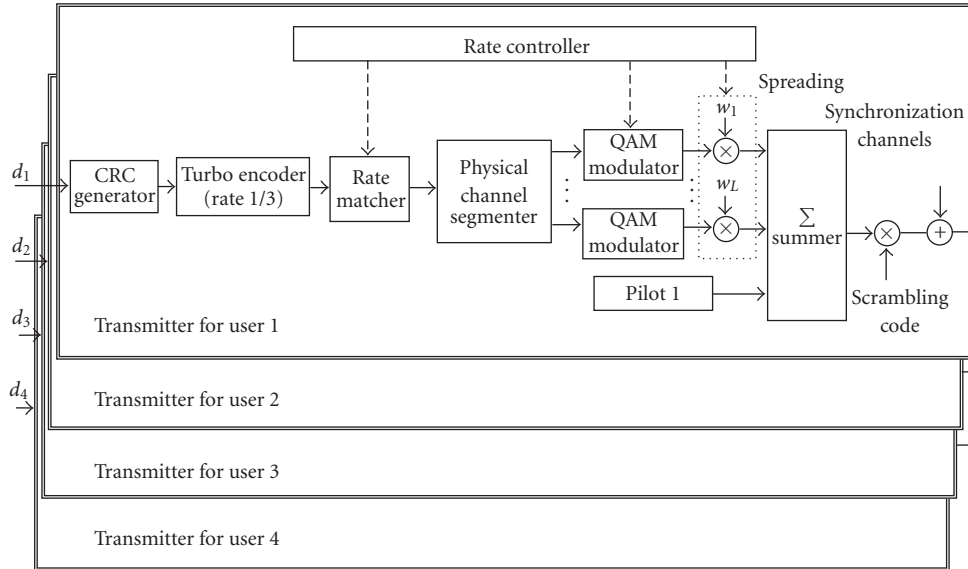 Rate controller
Spreading
w1
Synchronization
channels
d1
CRC
generator
Turbo encoder
(rate 1/3)
Rate
matcher
Physical
channel
segmenter
QAM
modulator
×
wL
QAM
modulator
×
Σ
summer
×
+
d2
Pilot 1
Scrambling
code
d3
Transmitter for user 1
d4
Transmitter for user 2
Transmitter for user 3
Transmitter for user 4